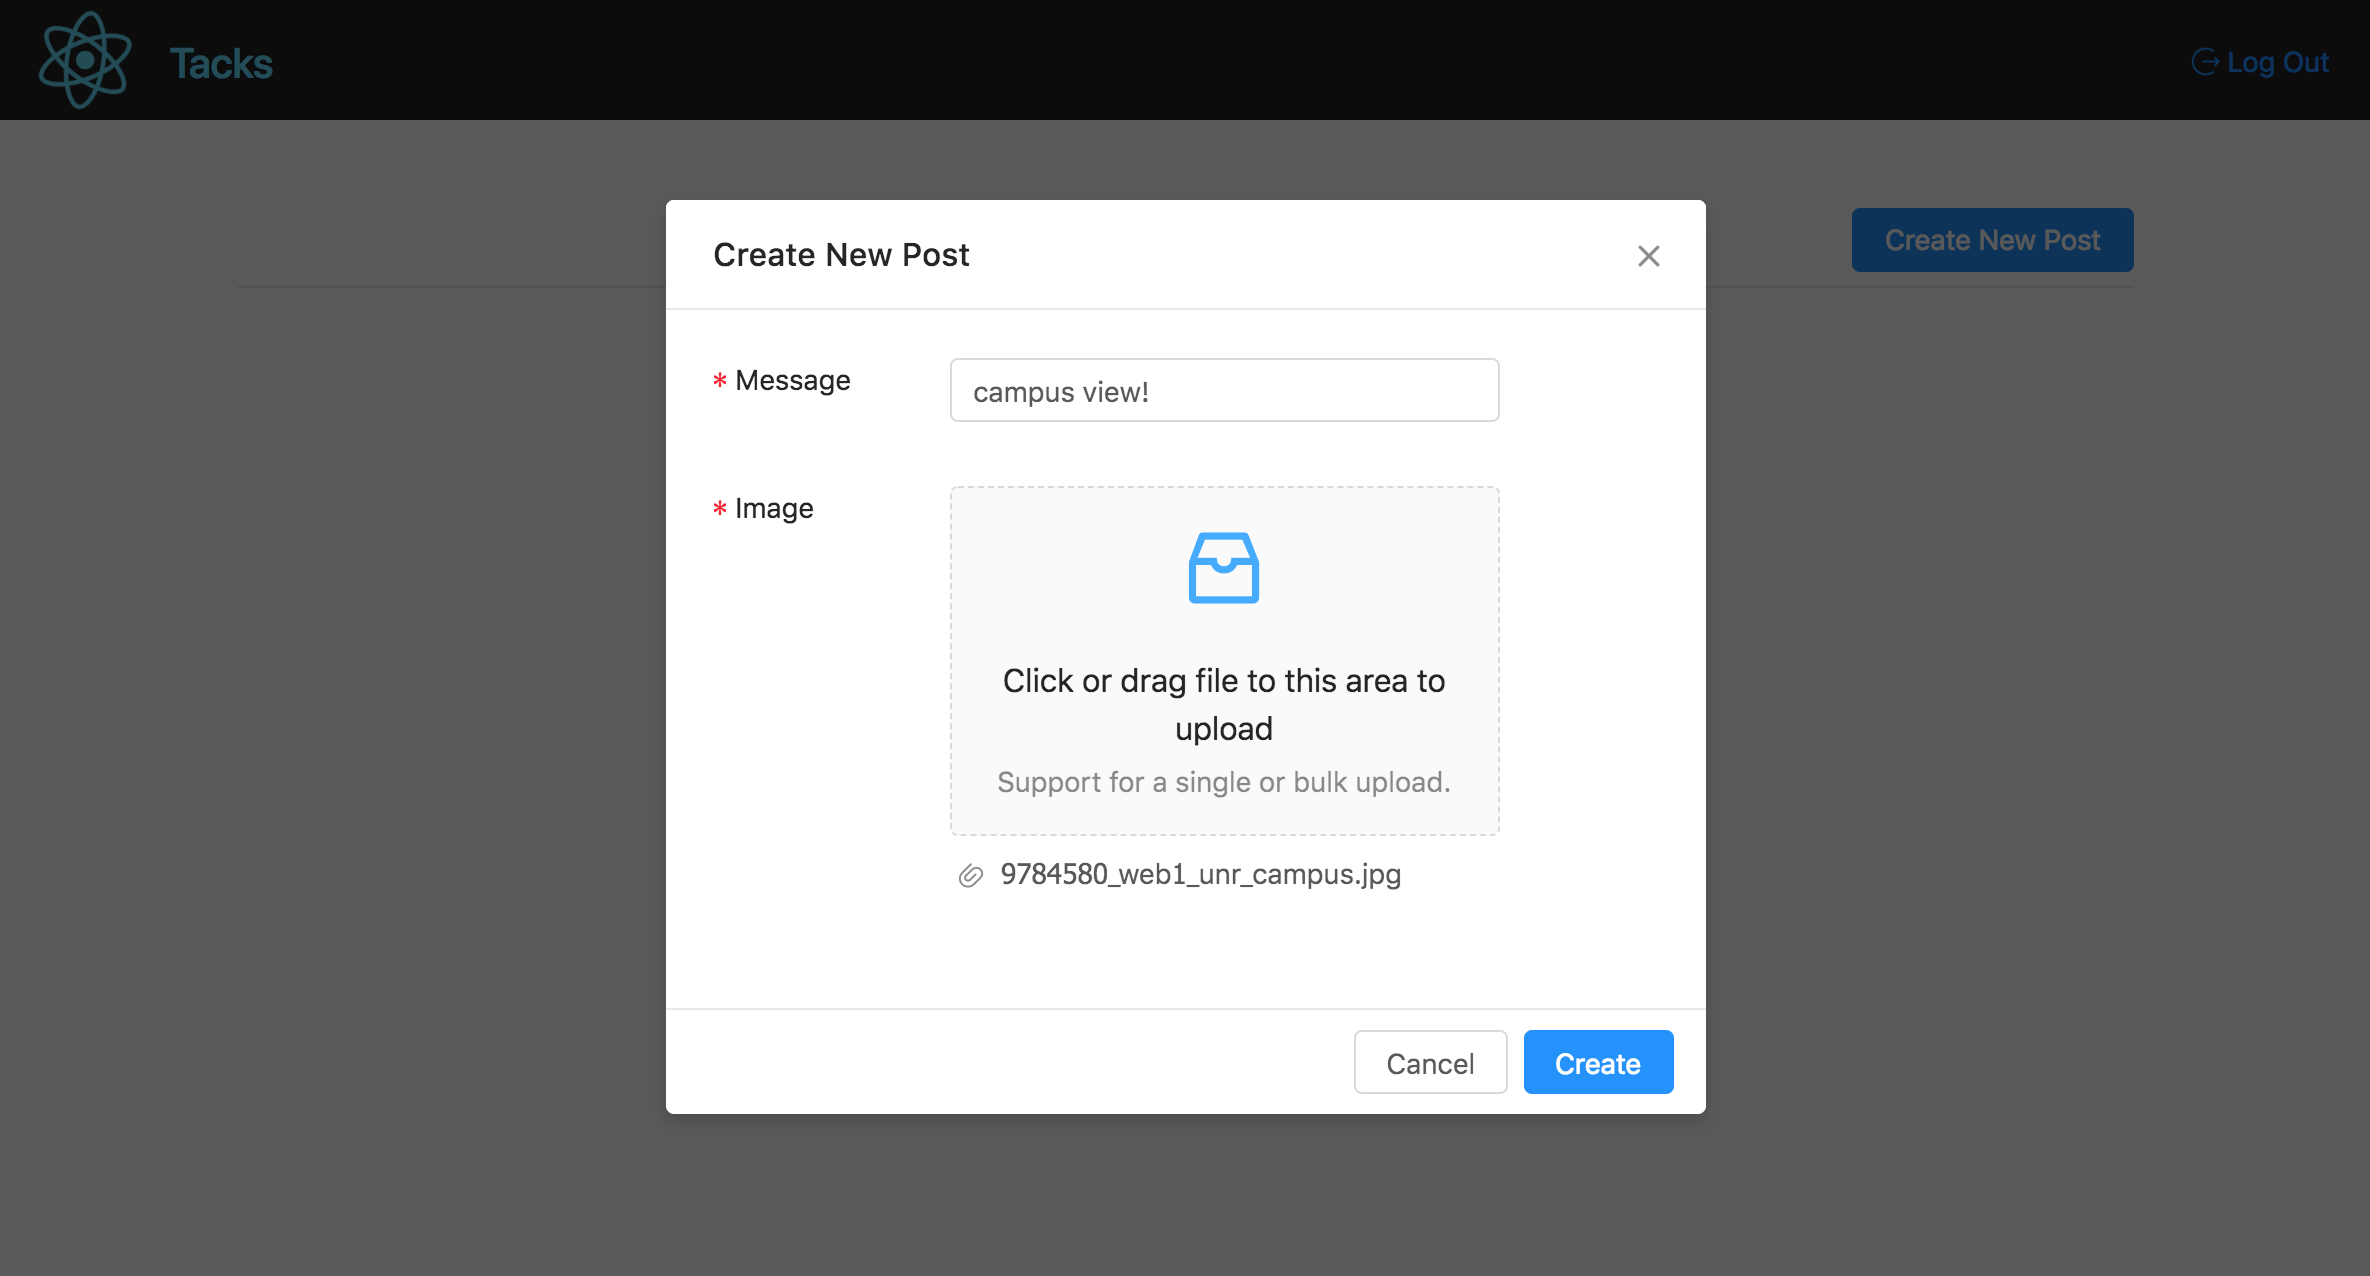 Tacks
Log Out
Create New Post
Create New Post
* Message
campus view!
* Image
Click or drag file to this area to
upload
Support for a single or bulk upload.
9784580_web1_unr_campus.jpg
Cancel
Create